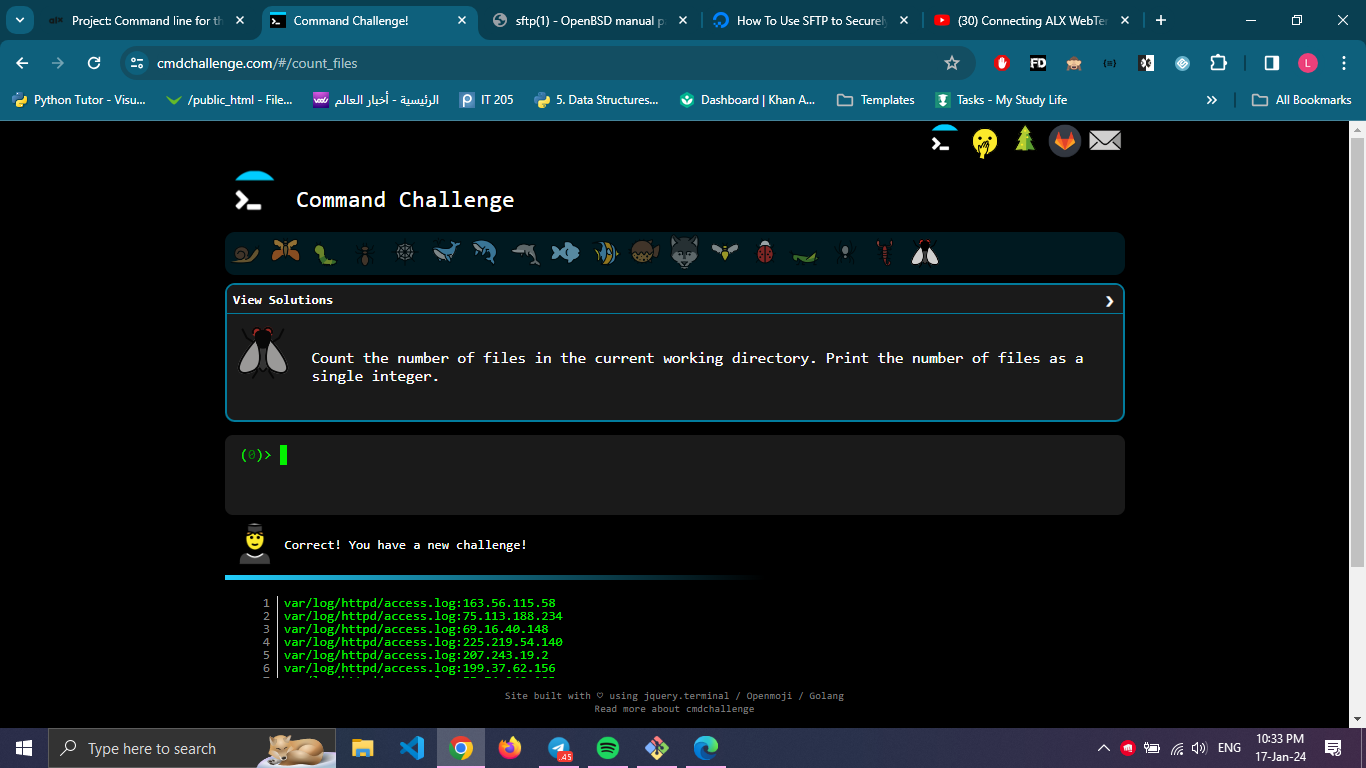 Project: Command line for th
Command Challenge!
sftp(1) - OpenBSD manual p
How To Use SFTP to Securely
(30) Connecting ALX WebTer
cmdchallenge.com/#/count_files
Python Tutor - Visu...
/public_html - File...
الرئيسية - أخبار العالم
IT 205
5. Data Structures...
Dashboard | Khan A...
Templates
Tasks - My Study Life
All Bookmarks
Command Challenge
View Solutions
Count the number of files in the current working directory. Print the number of files as a
single integer.
(0)>
Correct! You have a new challenge!
1 var/log/httpd/access.log:163.56.115.58
2 var/log/httpd/access.log:75.113.188.234
3 var/log/httpd/access.log:69.16.40.148
4 var/log/httpd/access.log:225.219.54.140
5 var/log/httpd/access.log:207.243.19.2
6 var/log/httpd/access.log:199.37.62.156
Site built with ♡ using jquery.terminal / Openmoji / Golang
Read more about cmdchallenge
Type here to search
.45
ENG
10:33 PM
17-Jan-24